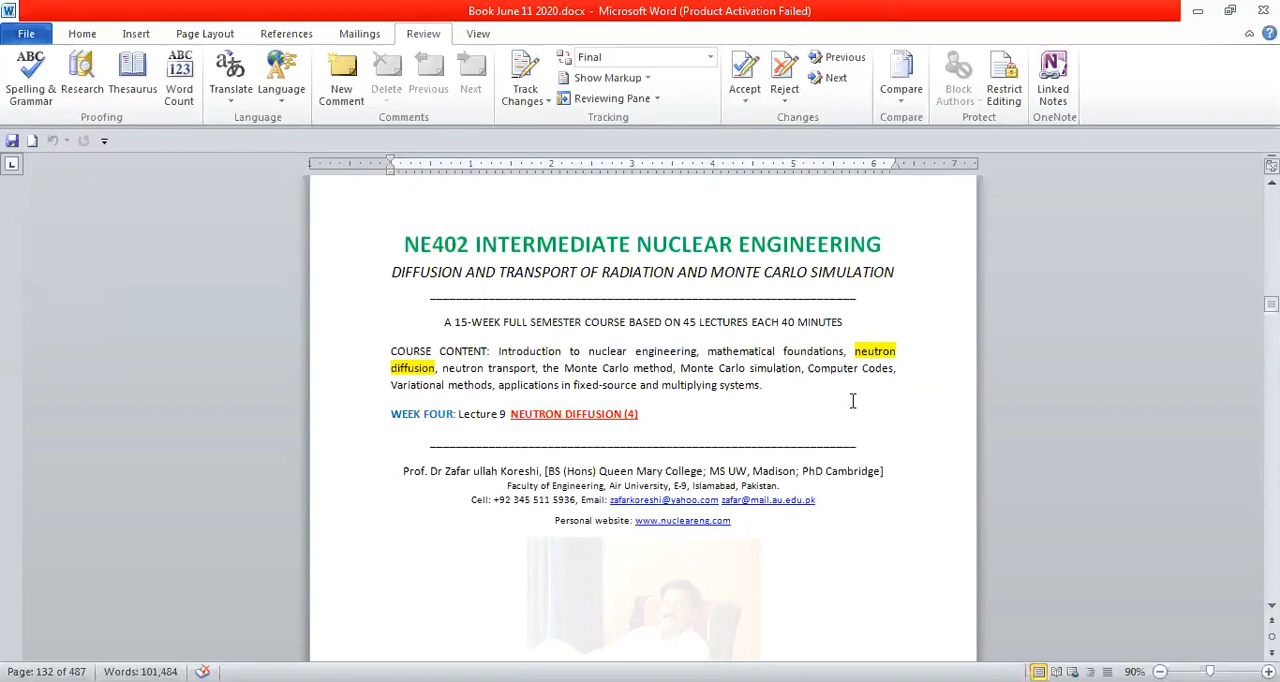 Book June 11 2020.docx - Microsoft Word (Product Activation Failed)
File Home Insert Page Layout References Mailings Review View
Spelling & Grammar
Research
Thesaurus
Word Count
Proofing
Translate
Language
Language
New Comment
Delete
Previous
Next
Comments
Track Changes
Final
Show Markup
Reviewing Pane
Tracking
Accept
Reject
Previous
Next
Changes
Compare
Compare
Block Authors
Restrict Editing
Protect
Linked Notes
OneNote
1 2 3 4 5 6 7
NE402 INTERMEDIATE NUCLEAR ENGINEERING
DIFFUSION AND TRANSPORT OF RADIATION AND MONTE CARLO SIMULATION
A 15-WEEK FULL SEMESTER COURSE BASED ON 45 LECTURES EACH 40 MINUTES
COURSE CONTENT: Introduction to nuclear engineering, mathematical foundations, neutron
diffusion, neutron transport, the Monte Carlo method, Monte Carlo simulation, Computer Codes,
Variational methods, applications in fixed-source and multiplying systems.
WEEK FOUR: Lecture 9 NEUTRON DIFFUSION (4)
Prof. Dr Zafar ullah Koreshi, [BS (Hons) Queen Mary College; MS UW, Madison; PhD Cambridge]
Faculty of Engineering, Air University, E-9, Islamabad, Pakistan.
Cell: +92 345 511 5936, Email: zafarkoreshi@yahoo.com zafar@mail.au.edu.pk
Personal website: www.nucleareng.com
Page: 132 of 487 Words: 101,484 90%